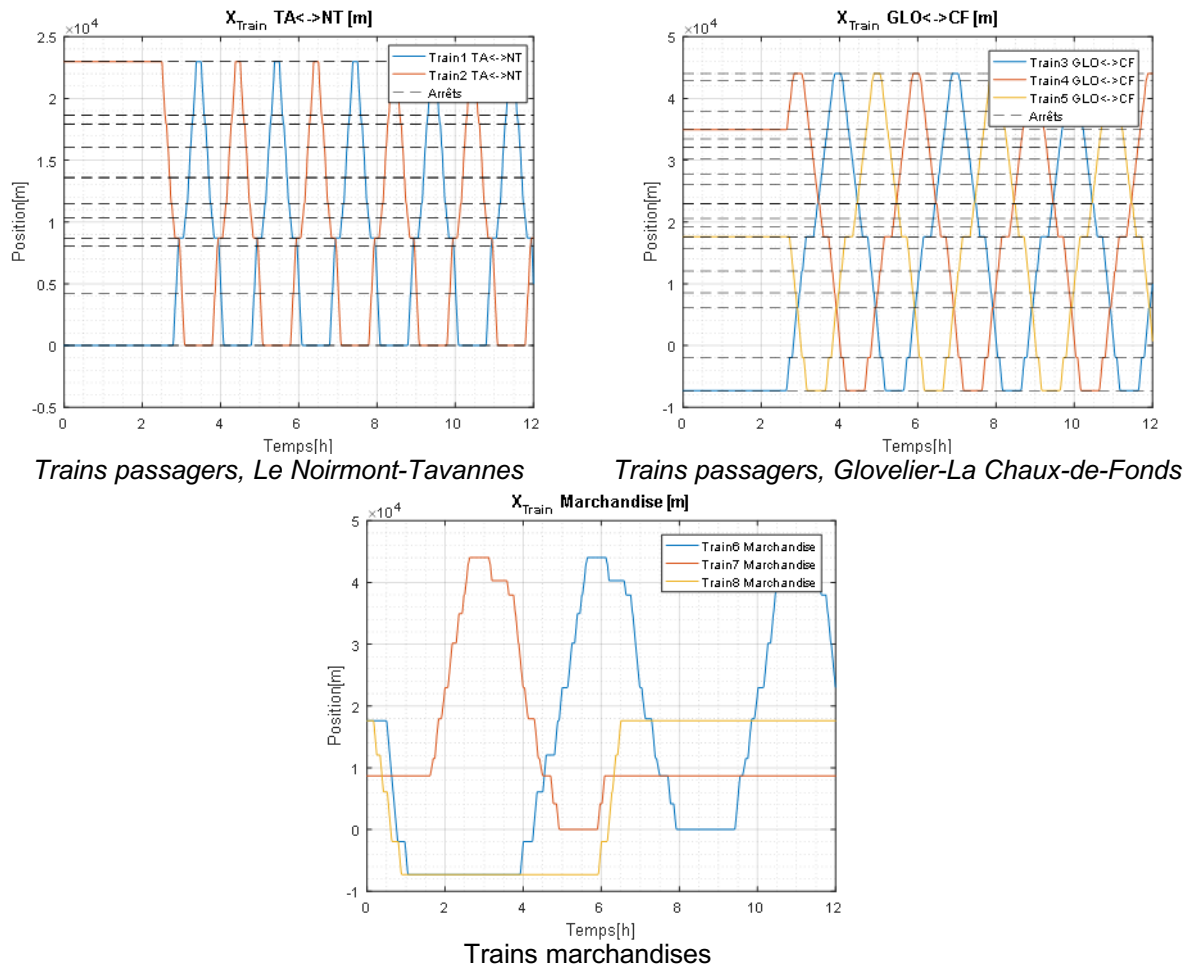 X_Train TA<->NT [m]
×10^4
2.5
2
1.5
1
0.5
0
-0.5
Position[m]
0 2 4 6 8 10 12
Temps[h]
Train1 TA<->NT
Train2 TA<->NT
Arrêts
Trains passagers, Le Noirmont-Tavannes
X_Train GLO<->CF [m]
×10^4
5
4
3
2
1
0
-1
Position[m]
0 2 4 6 8 10 12
Temps[h]
Train3 GLO<->CF
Train4 GLO<->CF
Train5 GLO<->CF
Arrêts
Trains passagers, Glovelier-La Chaux-de-Fonds
X_Train Marchandise [m]
×10^4
5
4
3
2
1
0
-1
Position[m]
0 2 4 6 8 10 12
Temps[h]
Train6 Marchandise
Train7 Marchandise
Train8 Marchandise
Trains marchandises